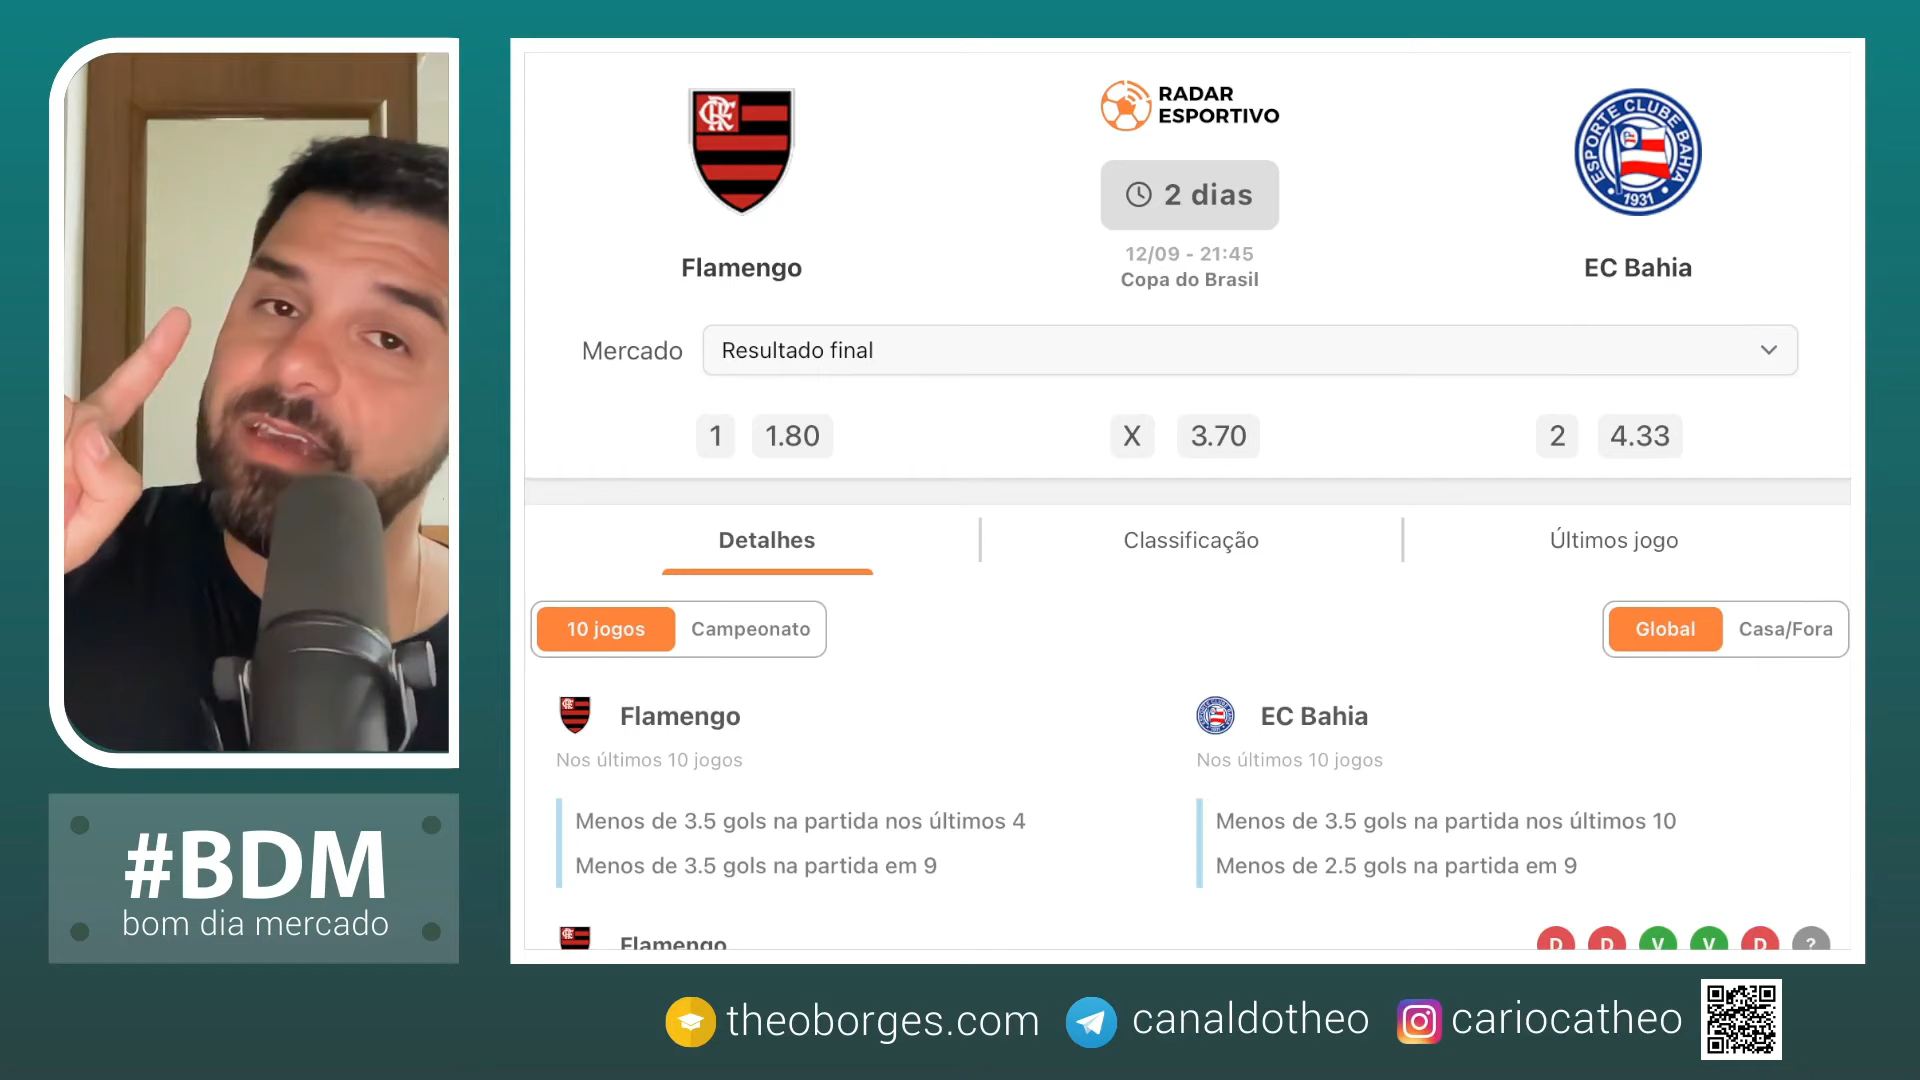 RADAR
ESPORTIVO
ESPORTE CLUBE BAHIA
1931
2 dias
12/09 - 21:45
Copa do Brasil
Flamengo
EC Bahia
Mercado
Resultado final
1
1.80
X
3.70
2
4.33
Detalhes
Classificação
Últimos jogo
10 jogos
Campeonato
Global
Casa/Fora
Flamengo
EC Bahia
Nos últimos 10 jogos
Nos últimos 10 jogos
Menos de 3.5 gols na partida nos últimos 4
Menos de 3.5 gols na partida em 9
Menos de 3.5 gols na partida nos últimos 10
Menos de 2.5 gols na partida em 9
Flamengo
D D V V D ?
#BDM
bom dia mercado
theoborges.com
canaldotheo
cariocatheo